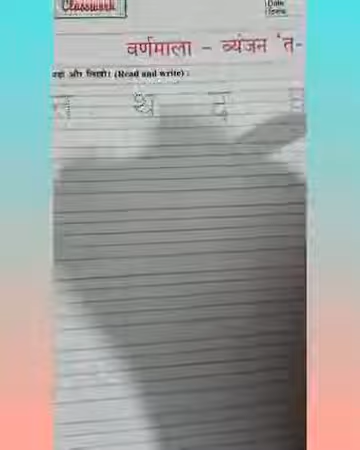 Classwork
Date
वर्णमाला - व्यंजन 'त-
पढ़ो और लिखो। (Read and write) :
त थ द